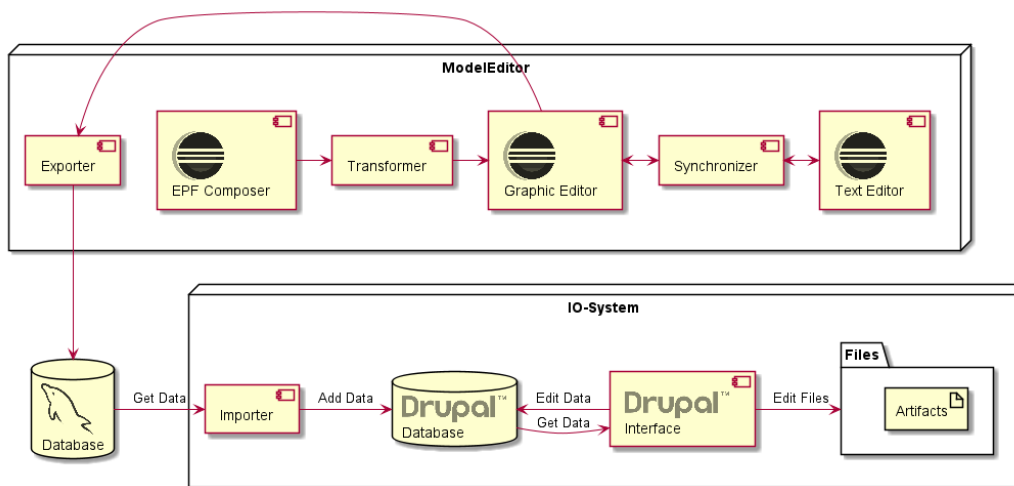 ModelEditor
Exporter
EPF Composer
Transformer
Graphic Editor
Synchronizer
Text Editor
IO-System
Database
Get Data
Importer
Add Data
Drupal™
Database
Edit Data
Get Data
Drupal™
Interface
Edit Files
Files
Artifacts